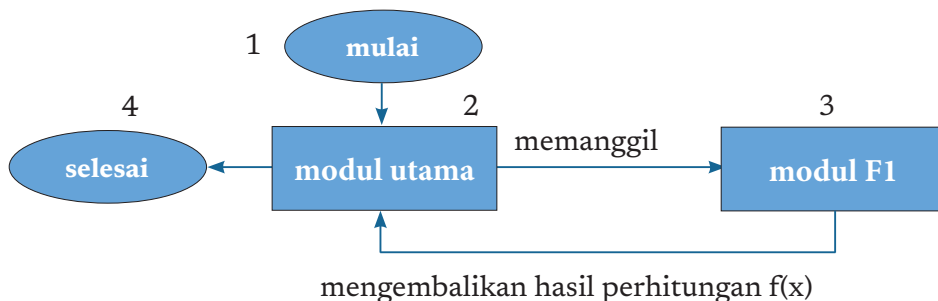 1
mulai
4
2
3
selesai
modul utama
memanggil
modul F1
mengembalikan hasil perhitungan f(x)